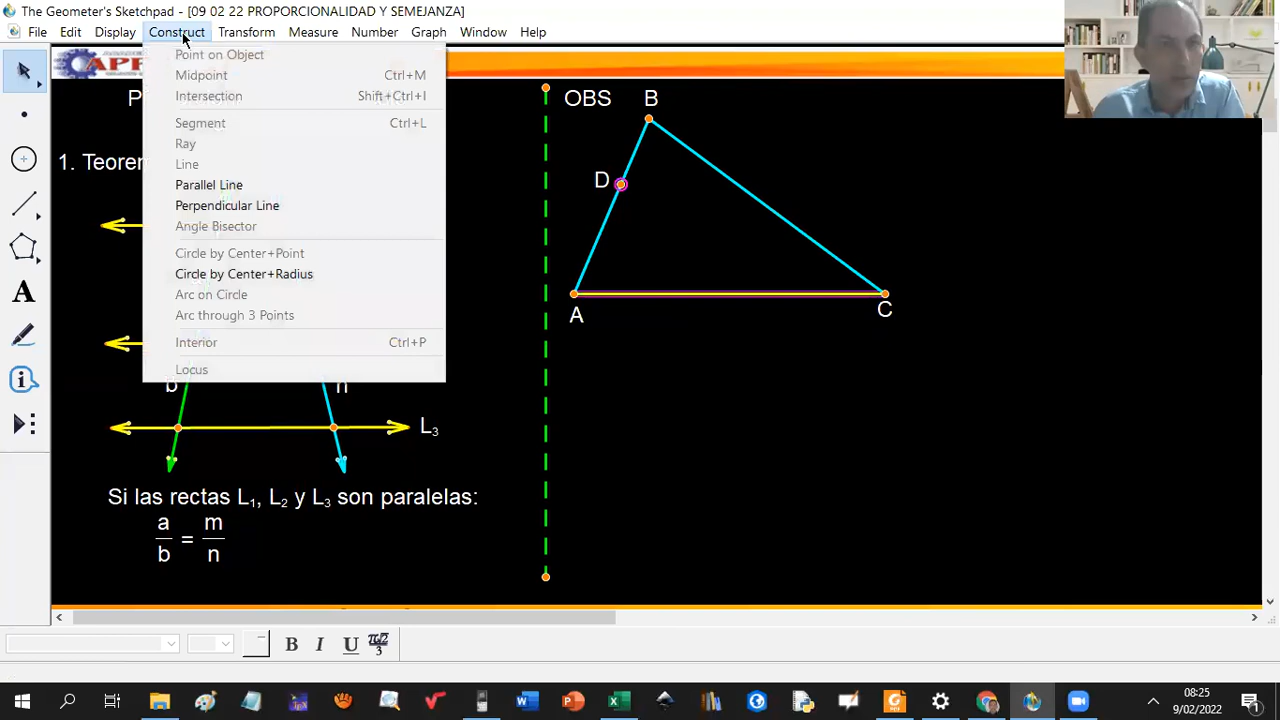 The Geometer's Sketchpad - [09 02 22 PROPORCIONALIDAD Y SEMEJANZA]
File Edit Display Construct Transform Measure Number Graph Window Help
Point on Object
Midpoint Ctrl+M
Intersection Shift+Ctrl+I
Segment Ctrl+L
Ray
Line
Parallel Line
Perpendicular Line
Angle Bisector
Circle by Center+Point
Circle by Center+Radius
Arc on Circle
Arc through 3 Points
Interior Ctrl+P
Locus
P
1. Teorem
b n
L₃
Si las rectas L₁, L₂ y L₃ son paralelas:
a/b = m/n
OBS B
D
A C
A
B I U
08:25
9/02/2022